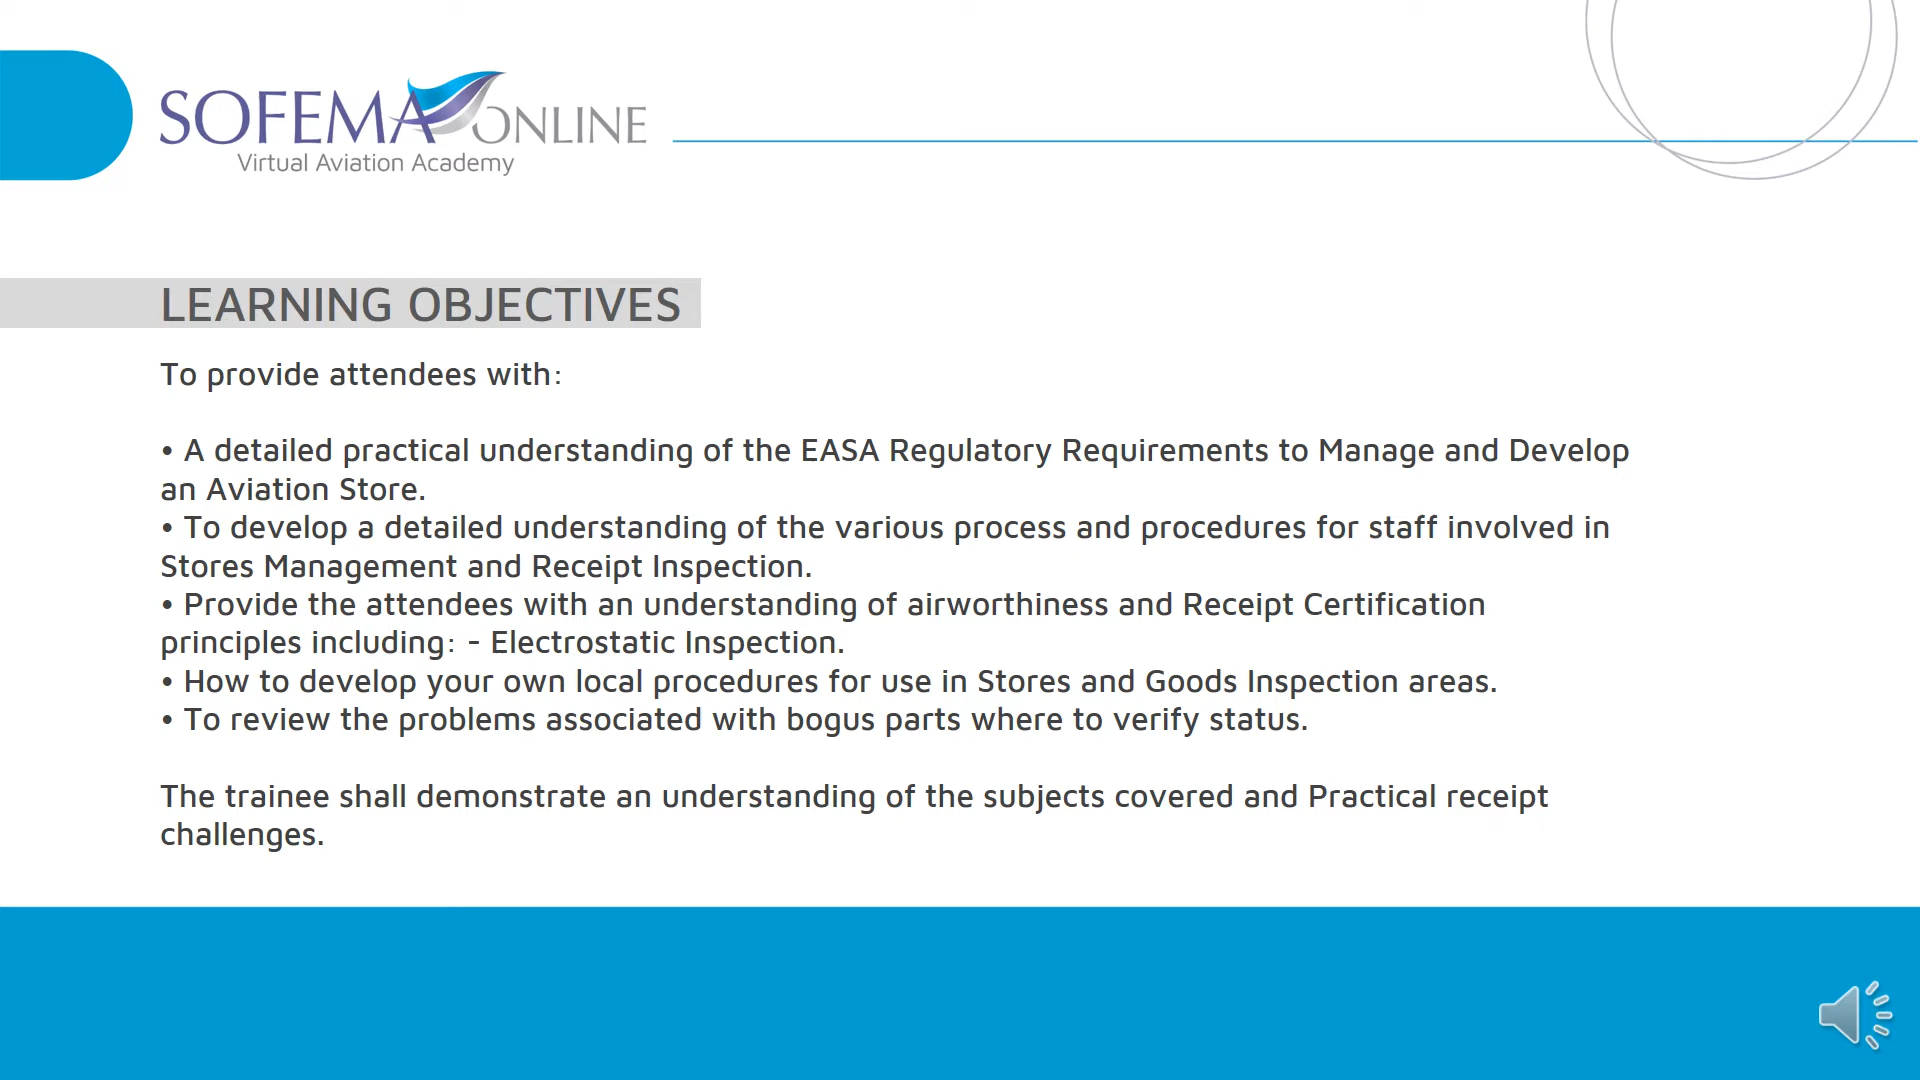 SOFEMA ONLINE
Virtual Aviation Academy
LEARNING OBJECTIVES
To provide attendees with:
• A detailed practical understanding of the EASA Regulatory Requirements to Manage and Develop
an Aviation Store.
• To develop a detailed understanding of the various process and procedures for staff involved in
Stores Management and Receipt Inspection.
• Provide the attendees with an understanding of airworthiness and Receipt Certification
principles including: - Electrostatic Inspection.
• How to develop your own local procedures for use in Stores and Goods Inspection areas.
• To review the problems associated with bogus parts where to verify status.
The trainee shall demonstrate an understanding of the subjects covered and Practical receipt
challenges.